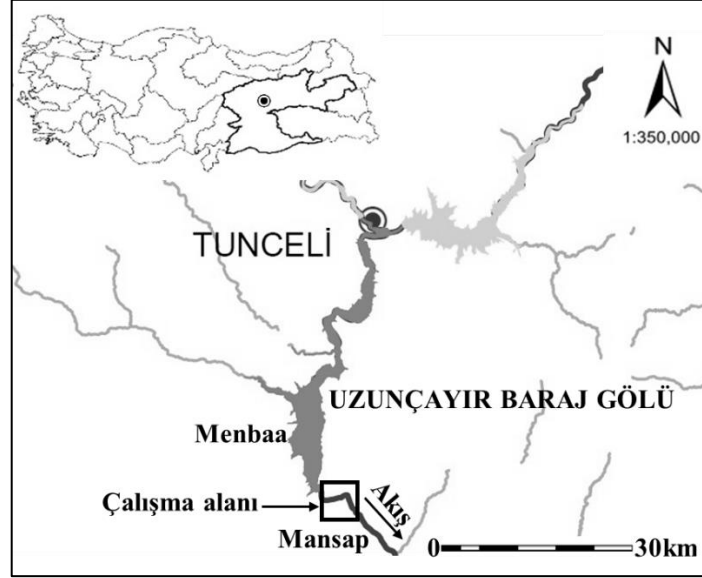 N
1:350,000
TUNCELİ
UZUNÇAYIR BARAJ GÖLÜ
Menbaa
Çalışma alanı
Akış
Mansap
0 30km